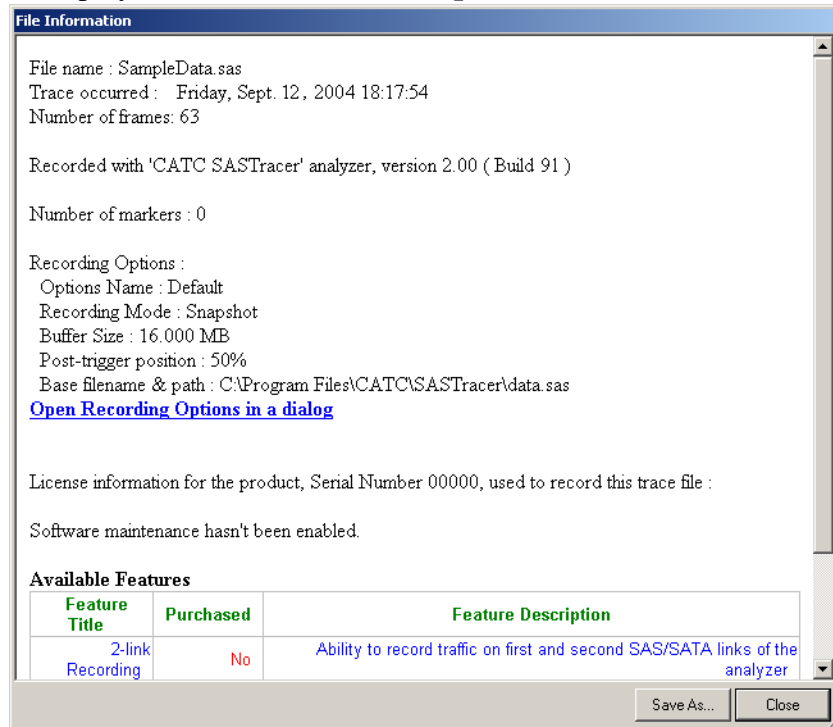 File Information
File name : SampleData.sas
Trace occurred : Friday, Sept. 12, 2004 18:17:54
Number of frames: 63
Recorded with 'CATC SASTracer' analyzer, version 2.00 ( Build 91 )
Number of markers : 0
Recording Options :
Options Name : Default
Recording Mode : Snapshot
Buffer Size : 16.000 MB
Post-trigger position : 50%
Base filename & path : C:\Program Files\CATC\SASTracer\data.sas
Open Recording Options in a dialog
License information for the product, Serial Number 00000, used to record this trace file :
Software maintenance hasn't been enabled.
Available Features
Feature Title
Purchased
Feature Description
2-link Recording
No
Ability to record traffic on first and second SAS/SATA links of the analyzer
Save As...
Close